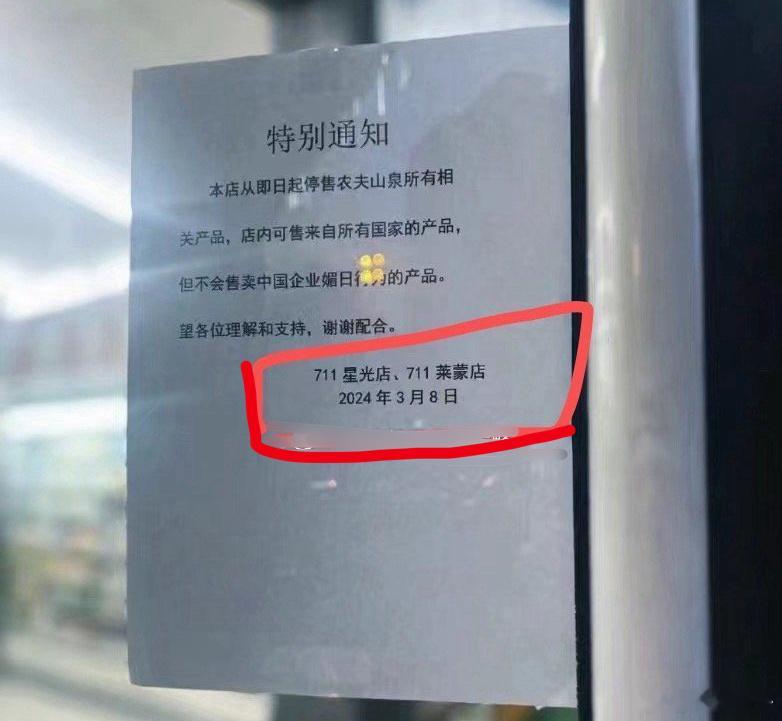 特别通知
本店从即日起停售农夫山泉所有相
关产品，店内可售来自所有国家的产品，
但不会售卖中国企业媚日行为的产品。
望各位理解和支持，谢谢配合。
711 星光店、711 莱蒙店
2024 年 3 月 8 日